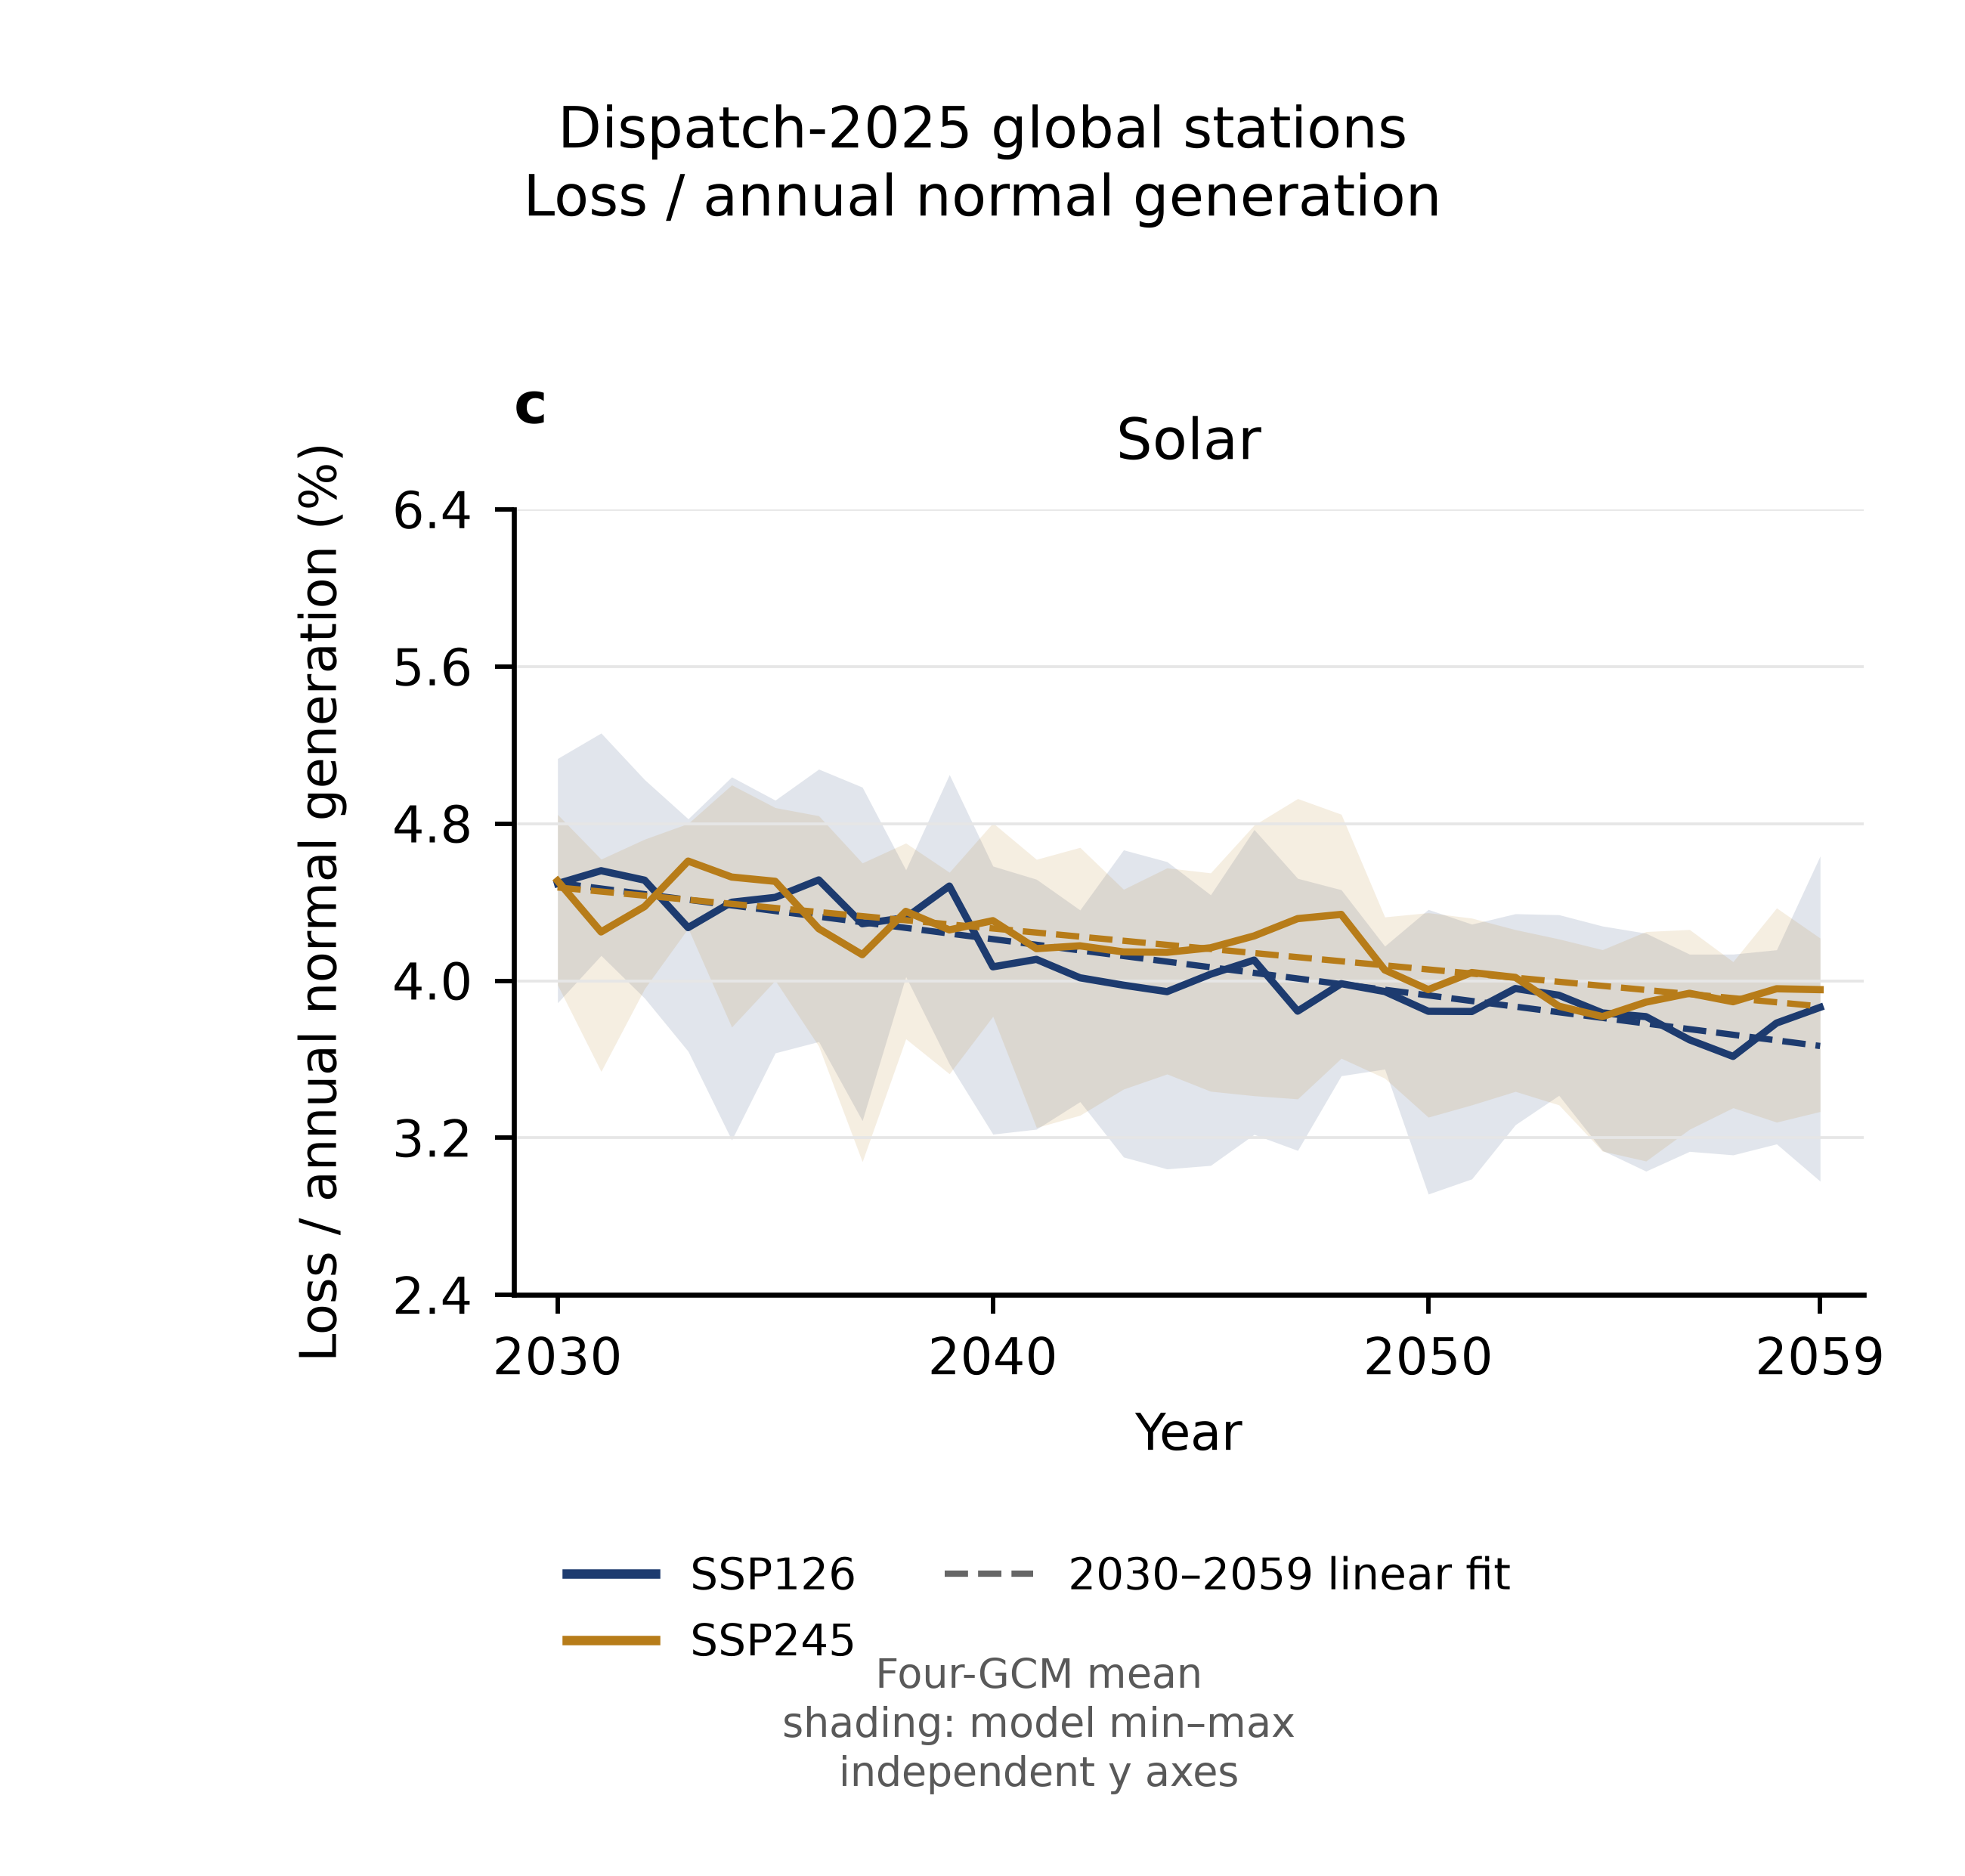 Dispatch-2025 global stations
Loss / annual normal generation
c
Solar
Loss / annual normal generation (%)
6.4
5.6
4.8
4.0
3.2
2.4
2030 2040 2050 2059
Year
SSP126
2030–2059 linear fit
SSP245
Four-GCM mean
shading: model min–max
independent y axes